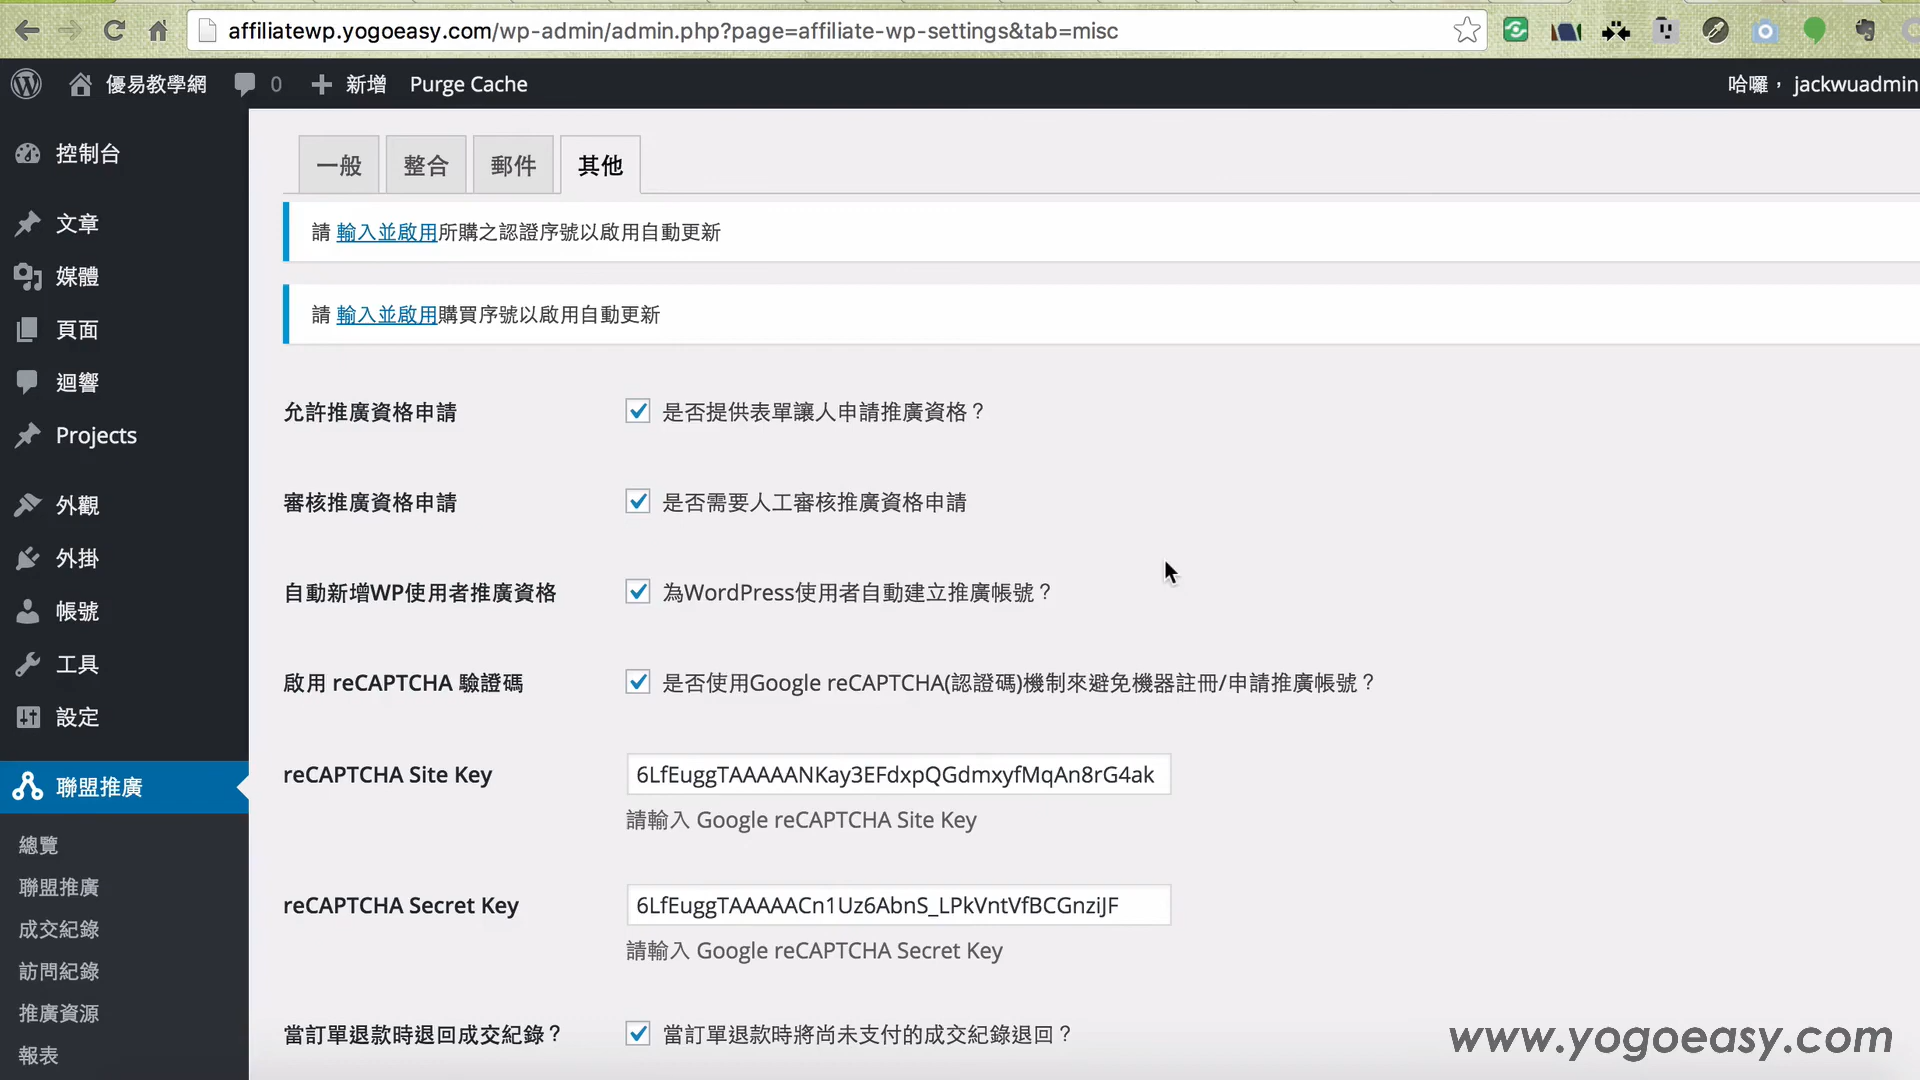 affiliatewp.yogoeasy.com/wp-admin/admin.php?page=affiliate-wp-settings&tab=misc
優易教學網 0 新增 Purge Cache 哈囉， jackwuadmin
控制台
文章
媒體
頁面
迴響
Projects
外觀
外掛
帳號
工具
設定
聯盟推廣
總覽
聯盟推廣
成交紀錄
訪問紀錄
推廣資源
報表
一般 整合 郵件 其他
請 輸入並啟用所購之認證序號以啟用自動更新
請 輸入並啟用購買序號以啟用自動更新
允許推廣資格申請 是否提供表單讓人申請推廣資格？
審核推廣資格申請 是否需要人工審核推廣資格申請
自動新增WP使用者推廣資格 為WordPress使用者自動建立推廣帳號？
啟用 reCAPTCHA 驗證碼 是否使用Google reCAPTCHA(認證碼)機制來避免機器註冊/申請推廣帳號？
reCAPTCHA Site Key 6LfEuggTAAAAANKay3EFdxpQGdmxyfMqAn8rG4ak
請輸入 Google reCAPTCHA Site Key
reCAPTCHA Secret Key 6LfEuggTAAAAACn1Uz6AbnS_LPkVntVfBCGnziJF
請輸入 Google reCAPTCHA Secret Key
當訂單退款時退回成交紀錄？ 當訂單退款時將尚未支付的成交紀錄退回？
www.yogoeasy.com